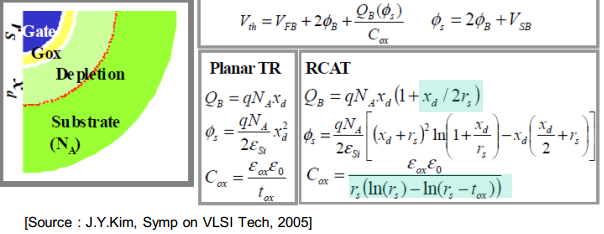 Gate
r_s
Gox
Depletion
x_d
Substrate
(N_A)
V_th = V_FB + 2ϕ_B + Q_B(ϕ_s) / C_ox    ϕ_s = 2ϕ_B + V_SB
Planar TR
Q_B = qN_A x_d
ϕ_s = (qN_A / 2ε_Si) x_d^2
C_ox = ε_ox ε_0 / t_ox
RCAT
Q_B = qN_A x_d (1 + x_d / 2r_s)
ϕ_s = (qN_A / 2ε_Si) [(x_d + r_s)^2 ln(1 + x_d / r_s) − x_d (x_d / 2 + r_s)]
C_ox = ε_ox ε_0 / r_s (ln(r_s) − ln(r_s − t_ox))
[Source : J.Y.Kim, Symp on VLSI Tech, 2005]